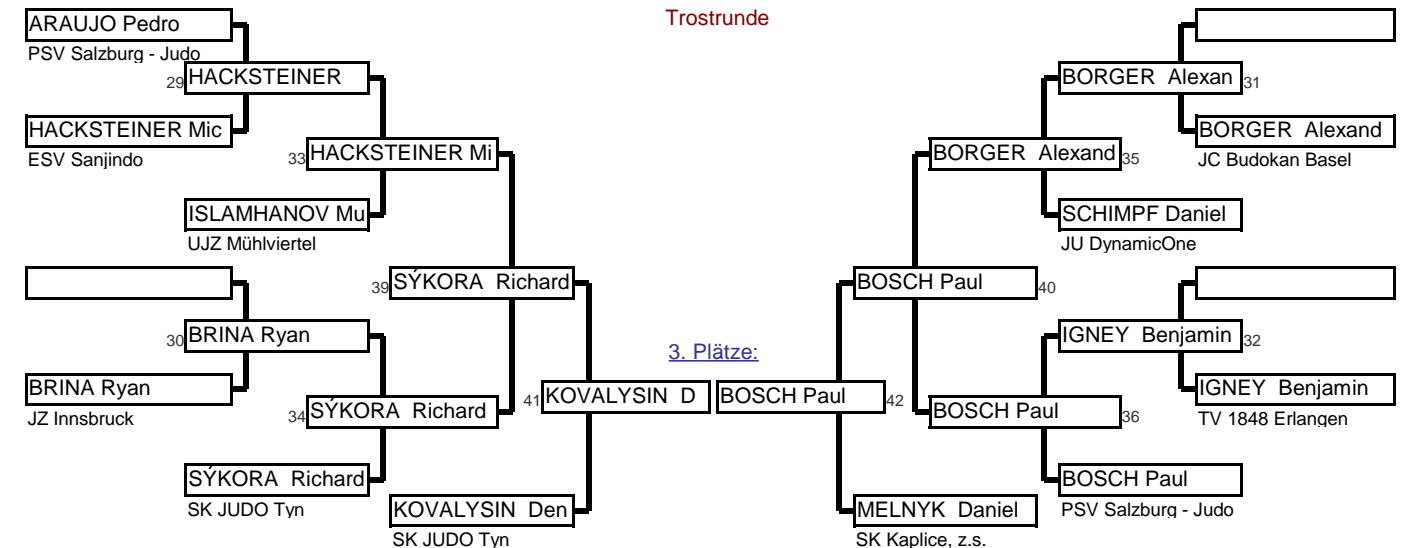 Trostrunde
ARAUJO Pedro
PSV Salzburg - Judo
29 HACKSTEINER
HACKSTEINER Mic
ESV Sanjindo
33 HACKSTEINER Mi
ISLAMHANOV Mu
UJZ Mühlviertel
39 SÝKORA Richard
30 BRINA Ryan
BRINA Ryan
JZ Innsbruck
34 SÝKORA Richard
SÝKORA Richard
SK JUDO Tyn
41 KOVALYSIN D
KOVALYSIN Den
SK JUDO Tyn
3. Plätze:
BORGER Alexan 31
BORGER Alexand
JC Budokan Basel
BORGER Alexand 35
SCHIMPF Daniel
JU DynamicOne
BOSCH Paul 40
IGNEY Benjamin 32
IGNEY Benjamin
TV 1848 Erlangen
BOSCH Paul 42
BOSCH Paul 36
BOSCH Paul
PSV Salzburg - Judo
MELNYK Daniel
SK Kaplice, z.s.